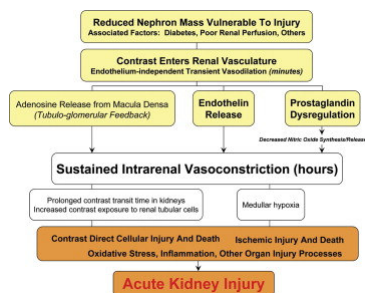 Reduced Nephron Mass Vulnerable To Injury
Associated Factors: Diabetes, Poor Renal Perfusion, Others
Contrast Enters Renal Vasculature
Endothelium-independent Transient Vasodilation (minutes)
Adenosine Release from Macula Densa
(Tubulo-glomerular Feedback)
Endothelin
Release
Prostaglandin
Dysregulation
Decreased Nitric Oxide Synthesis/Release
Sustained Intrarenal Vasoconstriction (hours)
Prolonged contrast transit time in kidneys
Increased contrast exposure to renal tubular cells
Medullar hypoxia
Contrast Direct Cellular Injury And Death
Ischemic Injury And Death
Oxidative Stress, Inflammation, Other Organ Injury Processes
Acute Kidney Injury